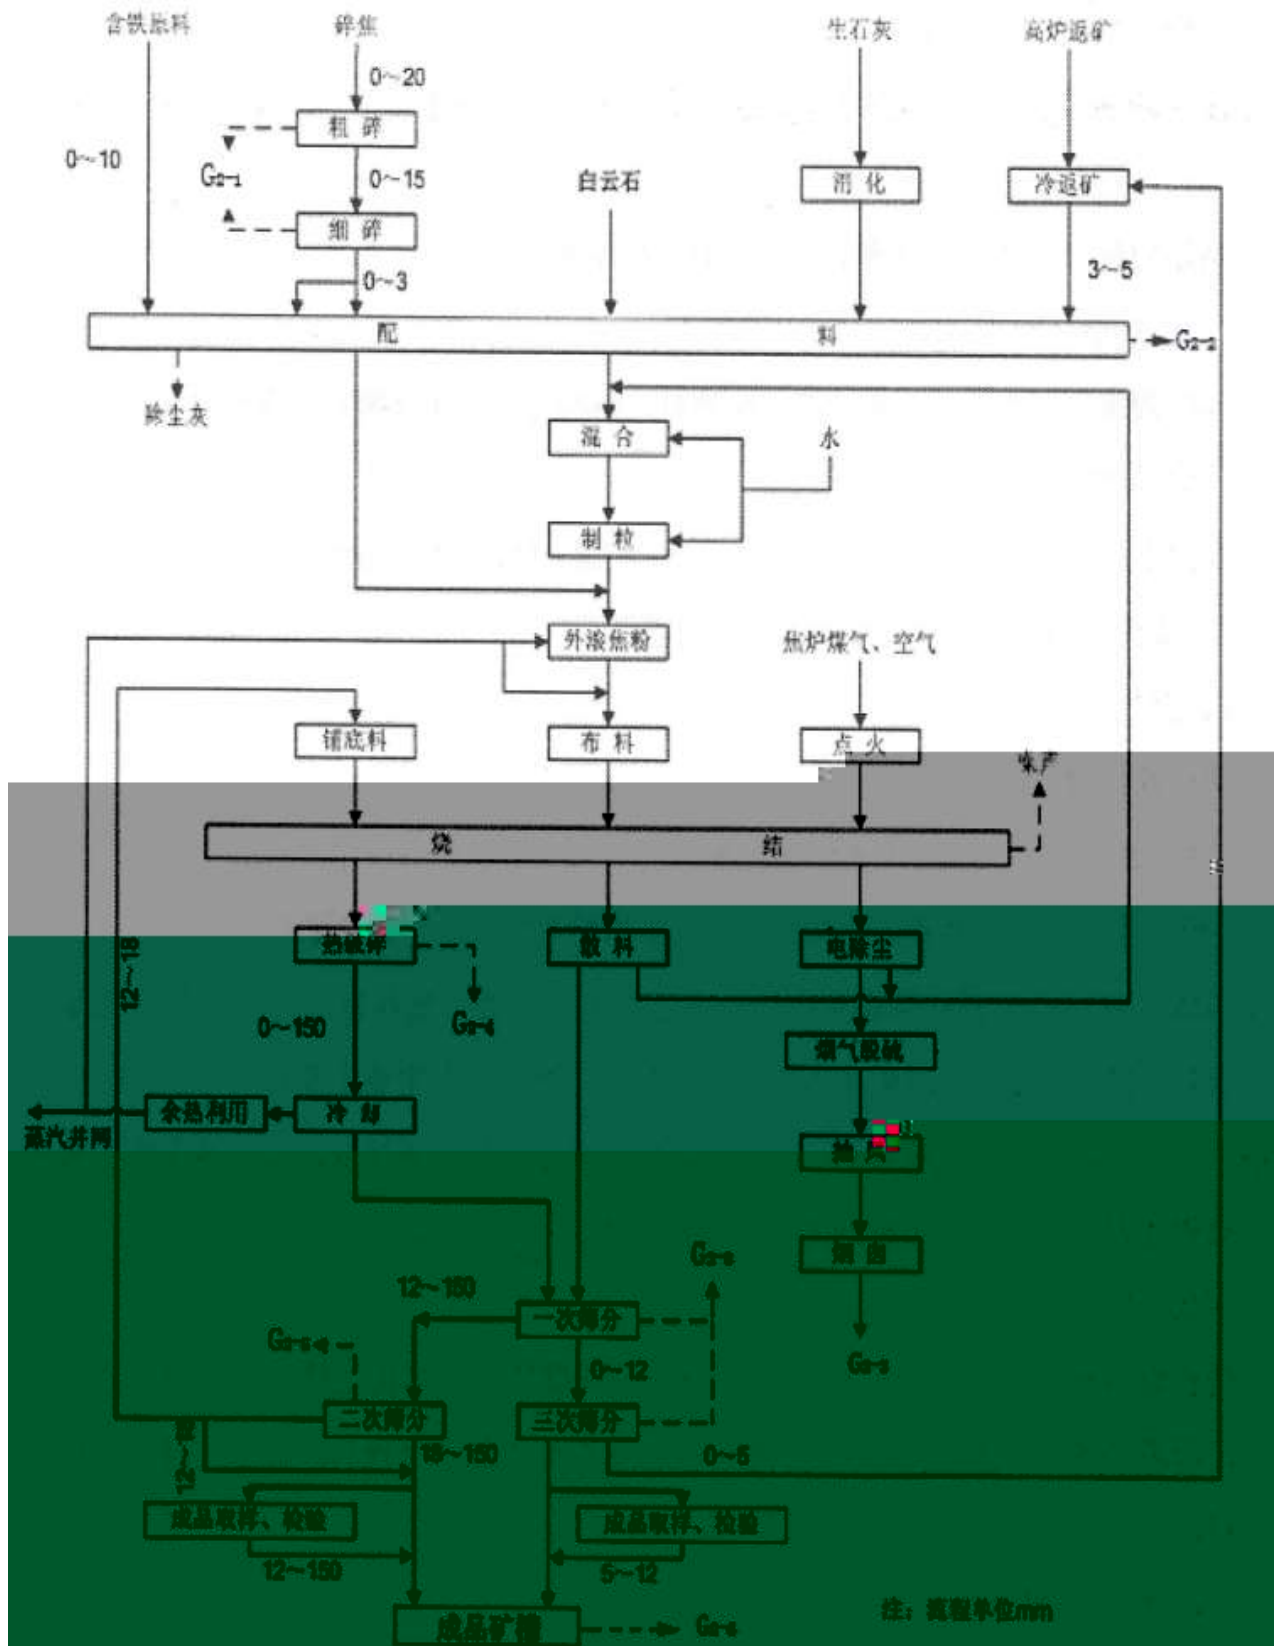 含铁原料
碎焦
生石灰
高炉返矿
0～20
粗 碎
0～10
G₂₋₁
0～15
白云石
消 化
冷返矿
细 碎
0～3
3～5
配 料
G₂₋₂
除尘灰
混 合
水
制 粒
外滚焦粉
焦炉煤气、空气
铺底料
布 料
点 火
噪声
烧 结
热破碎
散 料
电除尘
12～18
0～150
烟气脱硫
蒸汽并网
余热利用
冷 却
抽 风
烟 囱
12～150
一次筛分
0～12
二次筛分
三次筛分
18～150
0～5
成品取样、检验
成品取样、检验
12～150
5～12
成品矿槽
注：流程单位mm